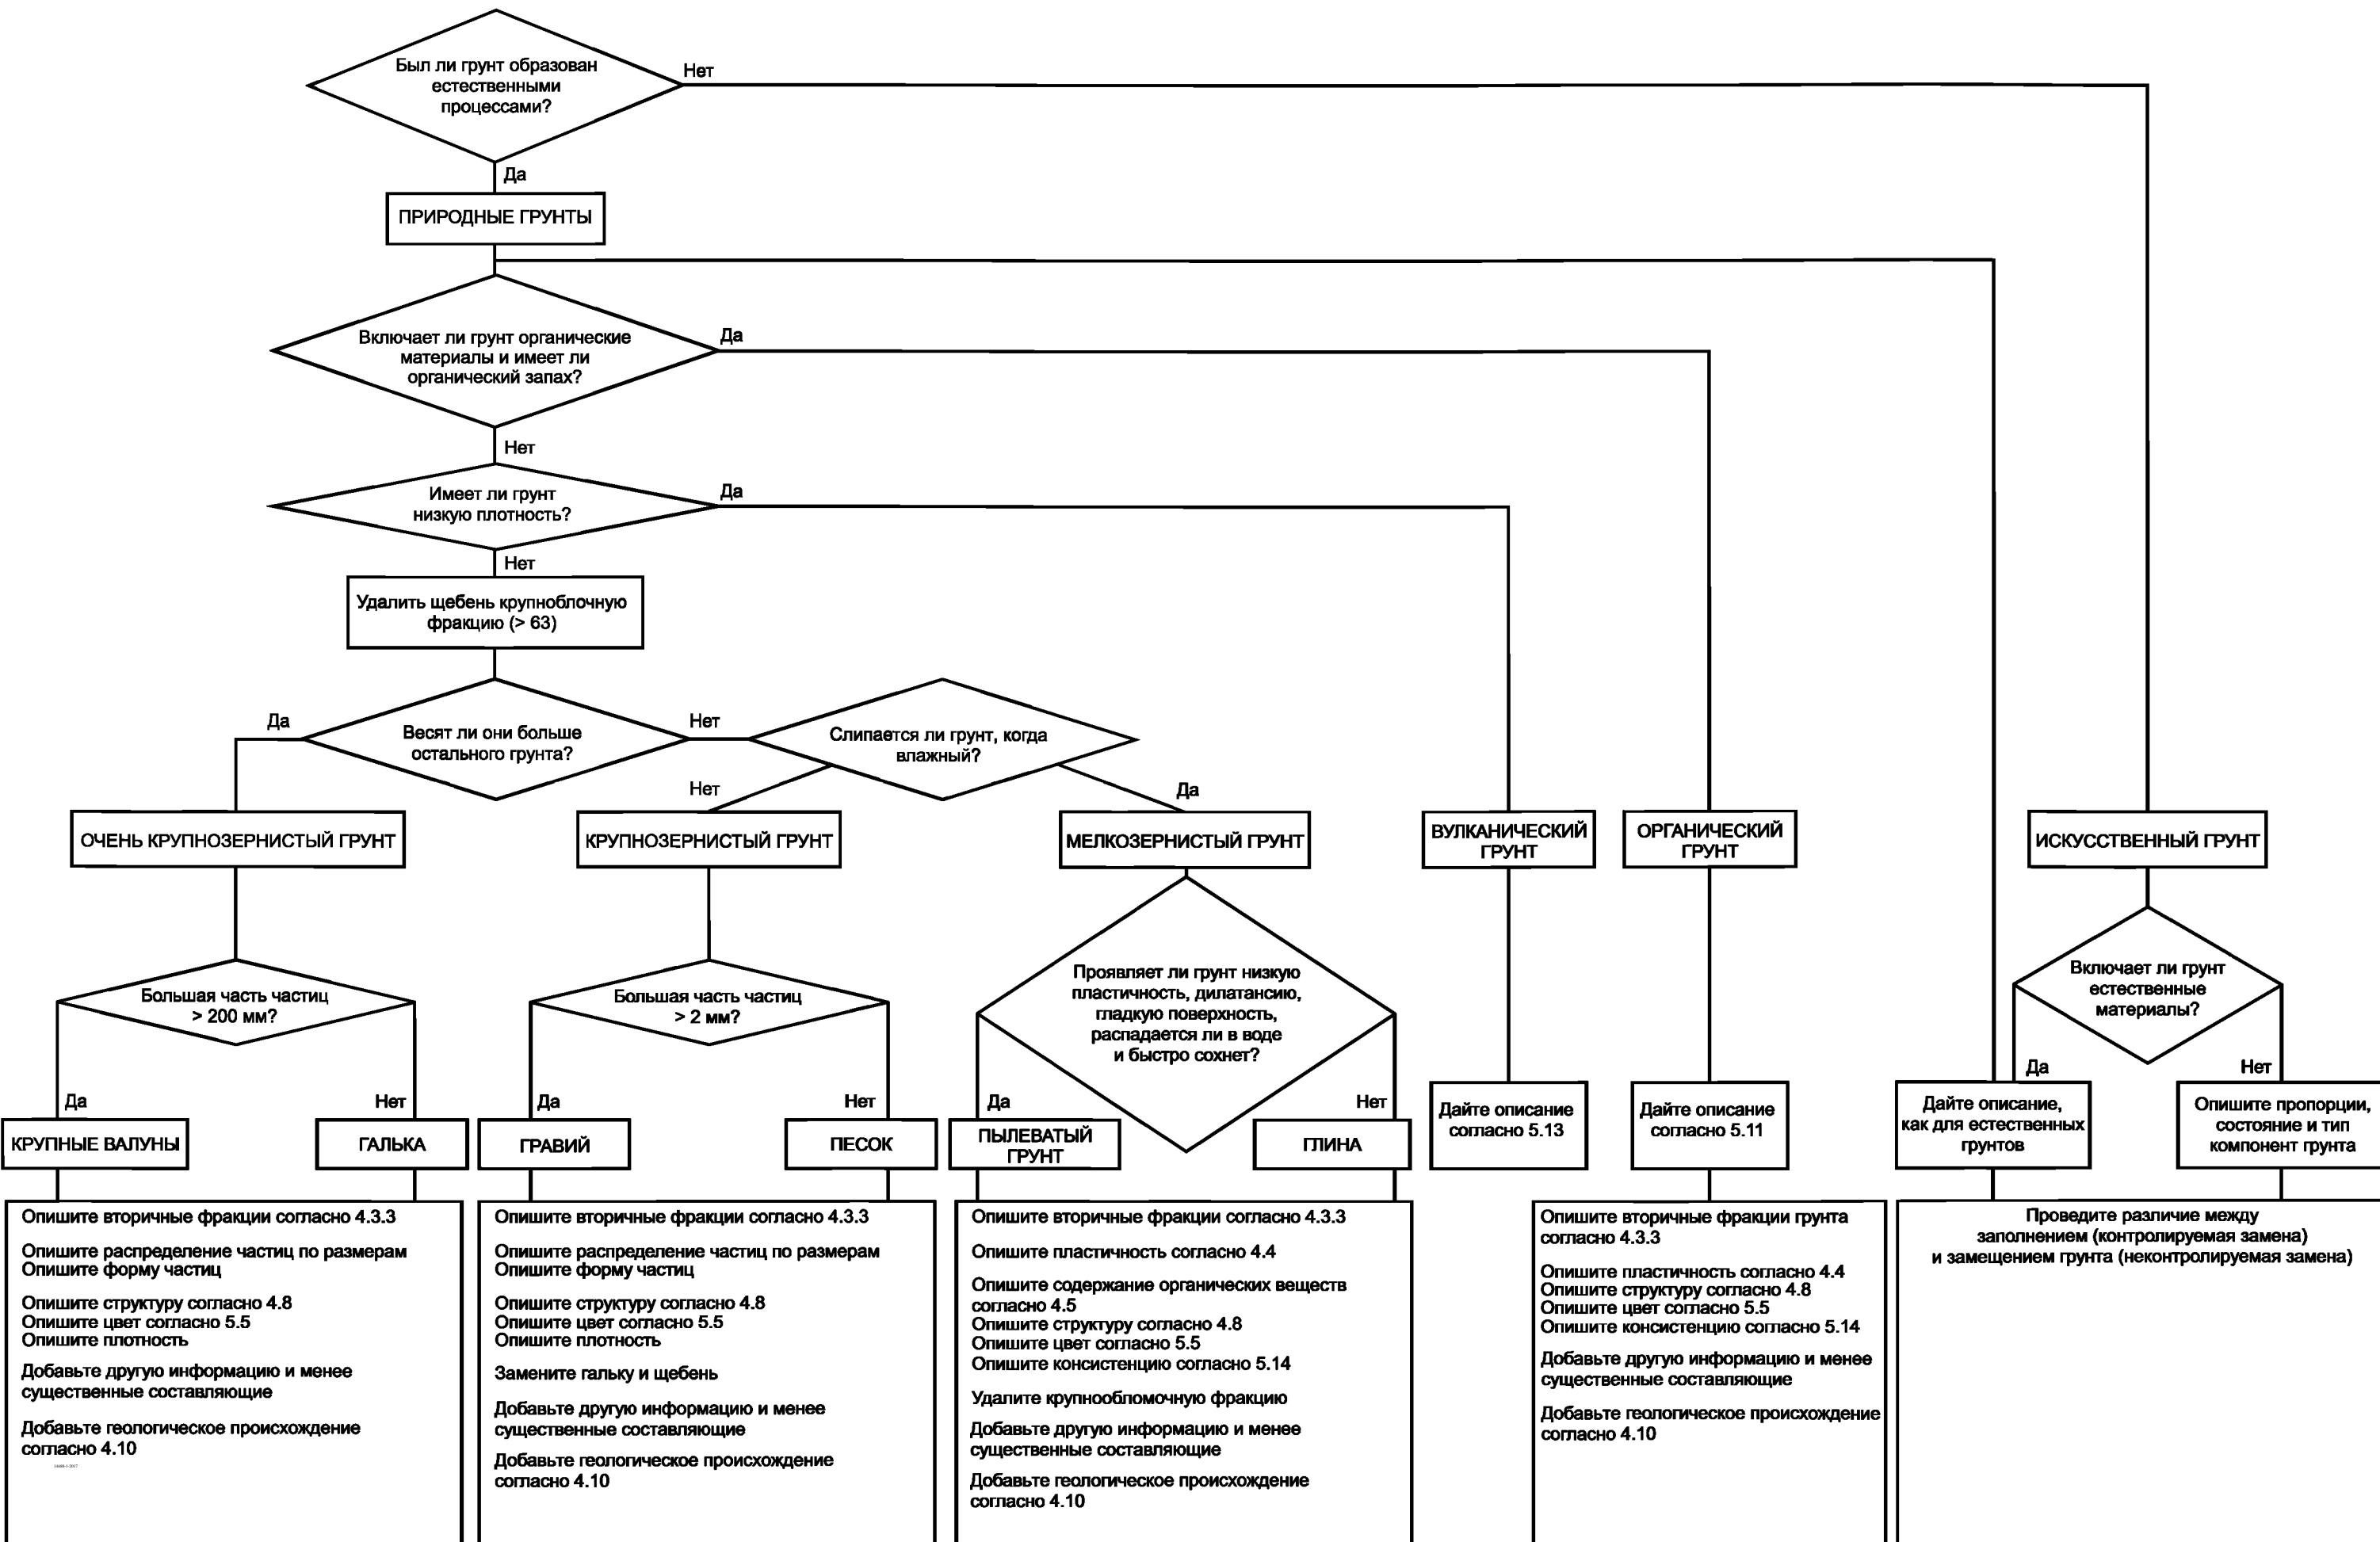 Был ли грунт образован
естественными
процессами?
Нет
Да
ПРИРОДНЫЕ ГРУНТЫ
Включает ли грунт органические
материалы и имеет ли
органический запах?
Да
Нет
Имеет ли грунт
низкую плотность?
Да
Нет
Удалить щебень крупноблочную
фракцию (> 63)
Да
Весят ли они больше
остального грунта?
Нет
Слипается ли грунт, когда
влажный?
Нет
Да
ОЧЕНЬ КРУПНОЗЕРНИСТЫЙ ГРУНТ
КРУПНОЗЕРНИСТЫЙ ГРУНТ
МЕЛКОЗЕРНИСТЫЙ ГРУНТ
ВУЛКАНИЧЕСКИЙ
ГРУНТ
ОРГАНИЧЕСКИЙ
ГРУНТ
ИСКУССТВЕННЫЙ ГРУНТ
Большая часть частиц
> 200 мм?
Большая часть частиц
> 2 мм?
Проявляет ли грунт низкую
пластичность, дилатансию,
гладкую поверхность,
распадается ли в воде
и быстро сохнет?
Включает ли грунт
естественные
материалы?
Да
Нет
Да
Нет
Да
Нет
Да
Нет
КРУПНЫЕ ВАЛУНЫ
ГАЛЬКА
ГРАВИЙ
ПЕСОК
ПЫЛЕВАТЫЙ
ГРУНТ
ГЛИНА
Дайте описание
согласно 5.13
Дайте описание
согласно 5.11
Дайте описание,
как для естественных
грунтов
Опишите пропорции,
состояние и тип
компонент грунта
Опишите вторичные фракции согласно 4.3.3
Опишите распределение частиц по размерам
Опишите форму частиц
Опишите структуру согласно 4.8
Опишите цвет согласно 5.5
Опишите плотность
Добавьте другую информацию и менее
существенные составляющие
Добавьте геологическое происхождение
согласно 4.10
14688-1-2017
Опишите вторичные фракции согласно 4.3.3
Опишите распределение частиц по размерам
Опишите форму частиц
Опишите структуру согласно 4.8
Опишите цвет согласно 5.5
Опишите плотность
Замените гальку и щебень
Добавьте другую информацию и менее
существенные составляющие
Добавьте геологическое происхождение
согласно 4.10
Опишите вторичные фракции согласно 4.3.3
Опишите пластичность согласно 4.4
Опишите содержание органических веществ
согласно 4.5
Опишите структуру согласно 4.8
Опишите цвет согласно 5.5
Опишите консистенцию согласно 5.14
Удалите крупнообломочную фракцию
Добавьте другую информацию и менее
существенные составляющие
Добавьте геологическое происхождение
согласно 4.10
Опишите вторичные фракции грунта
согласно 4.3.3
Опишите пластичность согласно 4.4
Опишите структуру согласно 4.8
Опишите цвет согласно 5.5
Опишите консистенцию согласно 5.14
Добавьте другую информацию и менее
существенные составляющие
Добавьте геологическое происхождение
согласно 4.10
Проведите различие между
заполнением (контролируемая замена)
и замещением грунта (неконтролируемая замена)